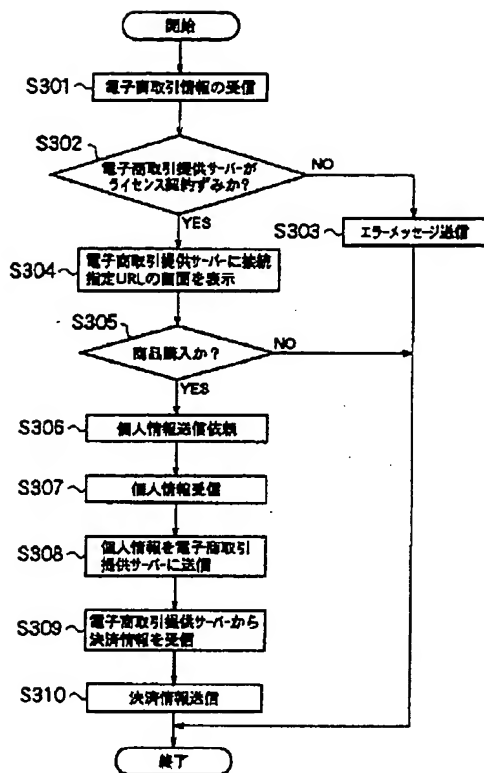 開始
S301
電子商取引情報の受信
S302
電子商取引提供サーバーが
ライセンス契約ずみか?
NO
YES
S303
エラーメッセージ送信
S304
電子商取引提供サーバーに接続
指定URLの画面を表示
S305
商品購入か?
NO
YES
S306
個人情報送信依頼
S307
個人情報受信
S308
個人情報を電子商取引
提供サーバーに送信
S309
電子商取引提供サーバーから
決済情報を受信
S310
決済情報送信
終了